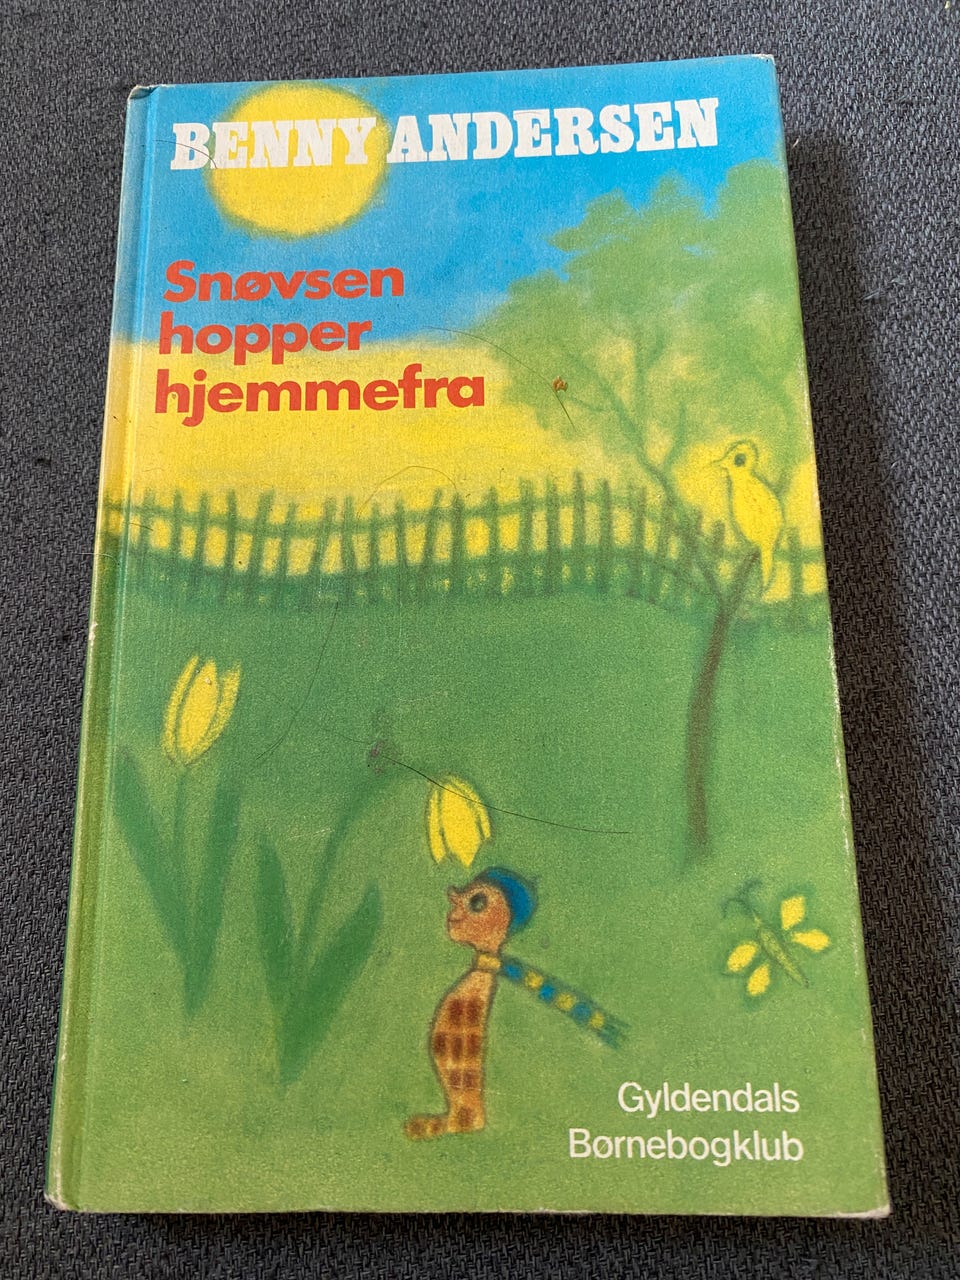 BENNY ANDERSEN
Snøvsen
hopper
hjemmefra
Gyldendals
Børnebogklub